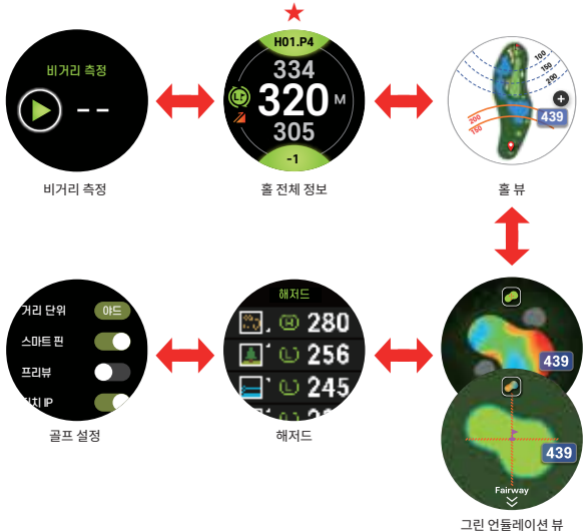 비거리 측정
--
비거리 측정
H01.P4
334
320 M
305
-1
홀 전체 정보
100
150
200
200
150
439
홀 뷰
거리 단위 야드
스마트 핀
프리뷰
터치 IP
골프 설정
해저드
280
256
245
해저드
439
439
Fairway
그린 언듈레이션 뷰